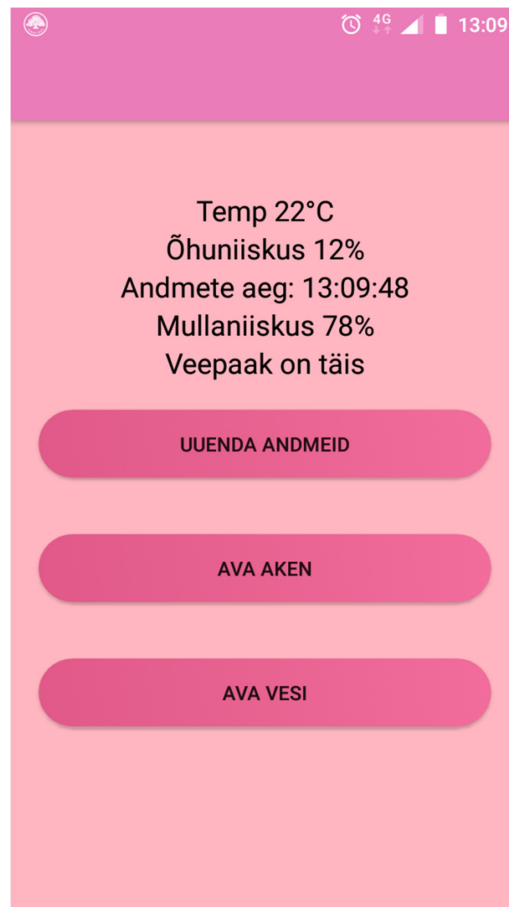 4G 13:09
Temp 22°C
Õhuniiskus 12%
Andmete aeg: 13:09:48
Mullaniiskus 78%
Veepaak on täis
UUENDA ANDMEID
AVA AKEN
AVA VESI